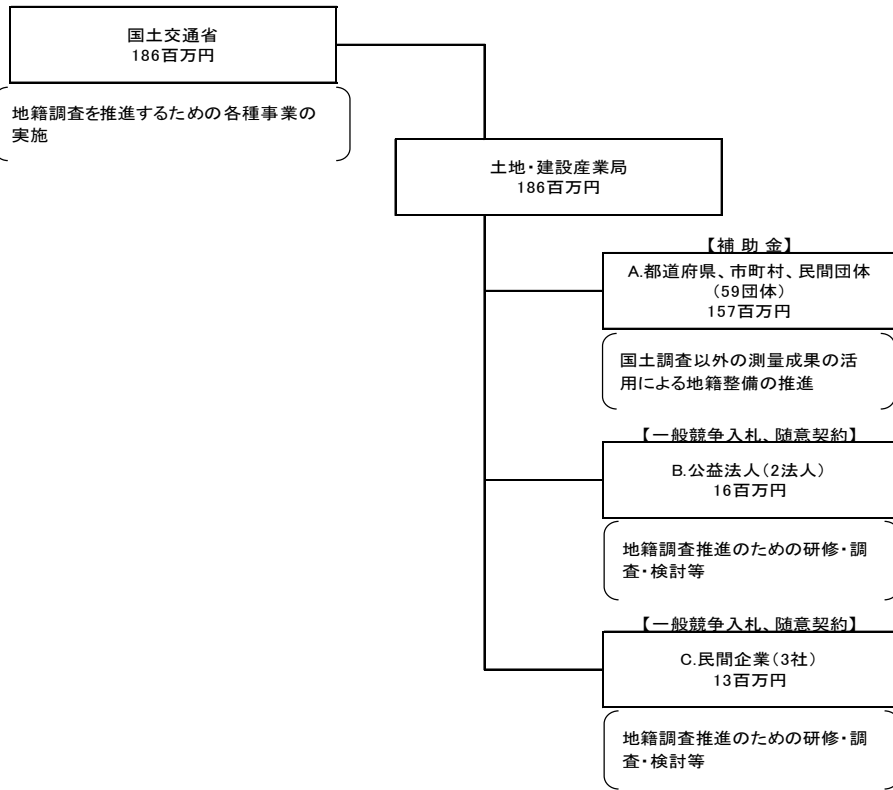 国土交通省
186百万円
地籍調査を推進するための各種事業の
実施
土地・建設産業局
186百万円
【補 助 金】
A.都道府県、市町村、民間団体
(59団体)
157百万円
国土調査以外の測量成果の活
用による地籍整備の推進
【一般競争入札、随意契約】
B.公益法人(2法人)
16百万円
地籍調査推進のための研修・調
査・検討等
【一般競争入札、随意契約】
C.民間企業(3社)
13百万円
地籍調査推進のための研修・調
査・検討等